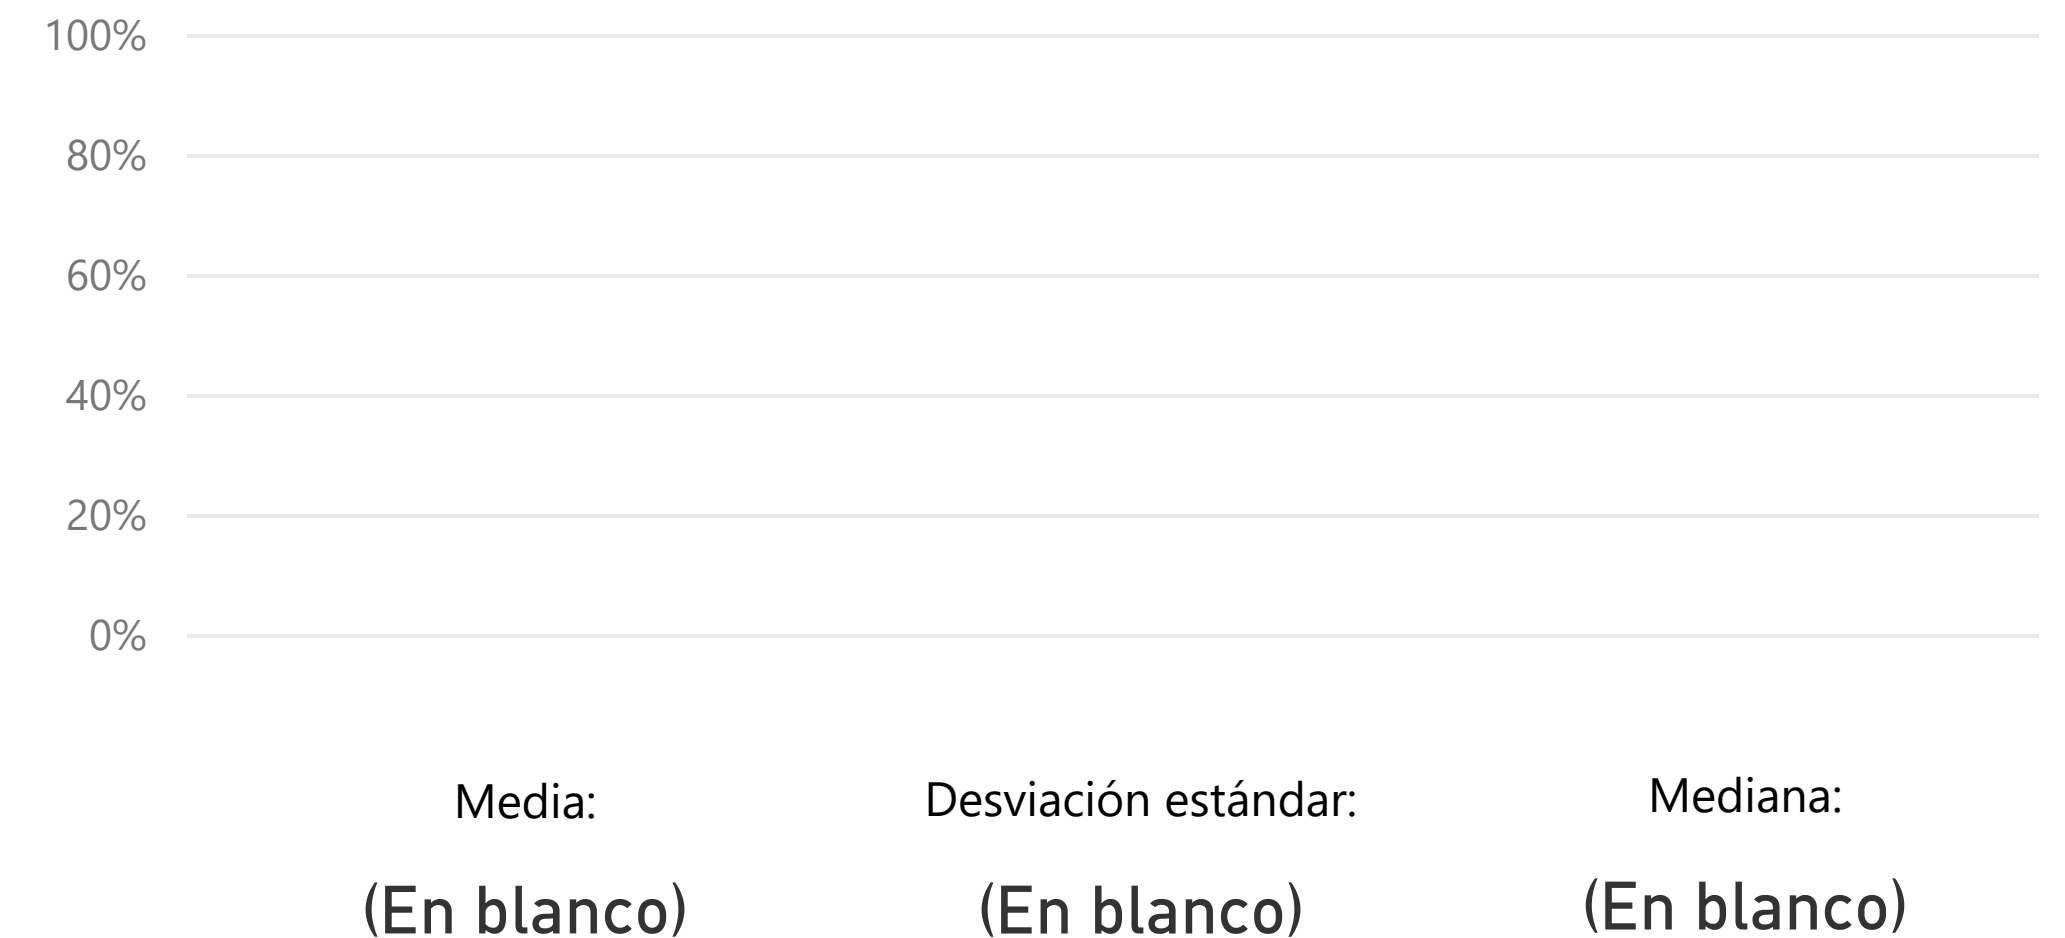 100%
80%
60%
40%
20%
0%
Media:
Desviación estándar:
Mediana:
(En blanco)
(En blanco)
(En blanco)